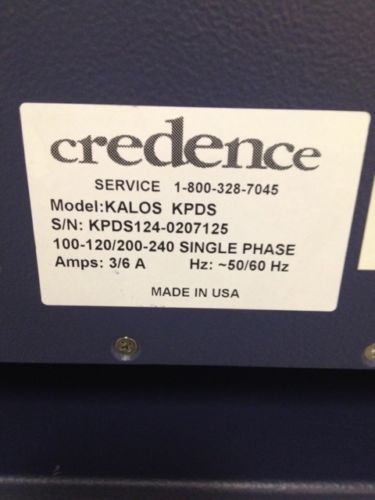 credence
SERVICE 1-800-328-7045
Model:KALOS KPDS
S/N: KPDS124-0207125
100-120/200-240 SINGLE PHASE
Amps: 3/6 A Hz: ~50/60 Hz
MADE IN USA